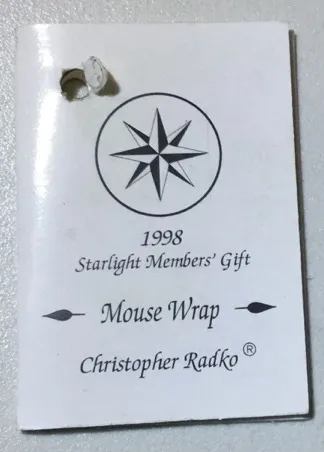 1998
Starlight Members' Gift
Mouse Wrap
Christopher Radko®